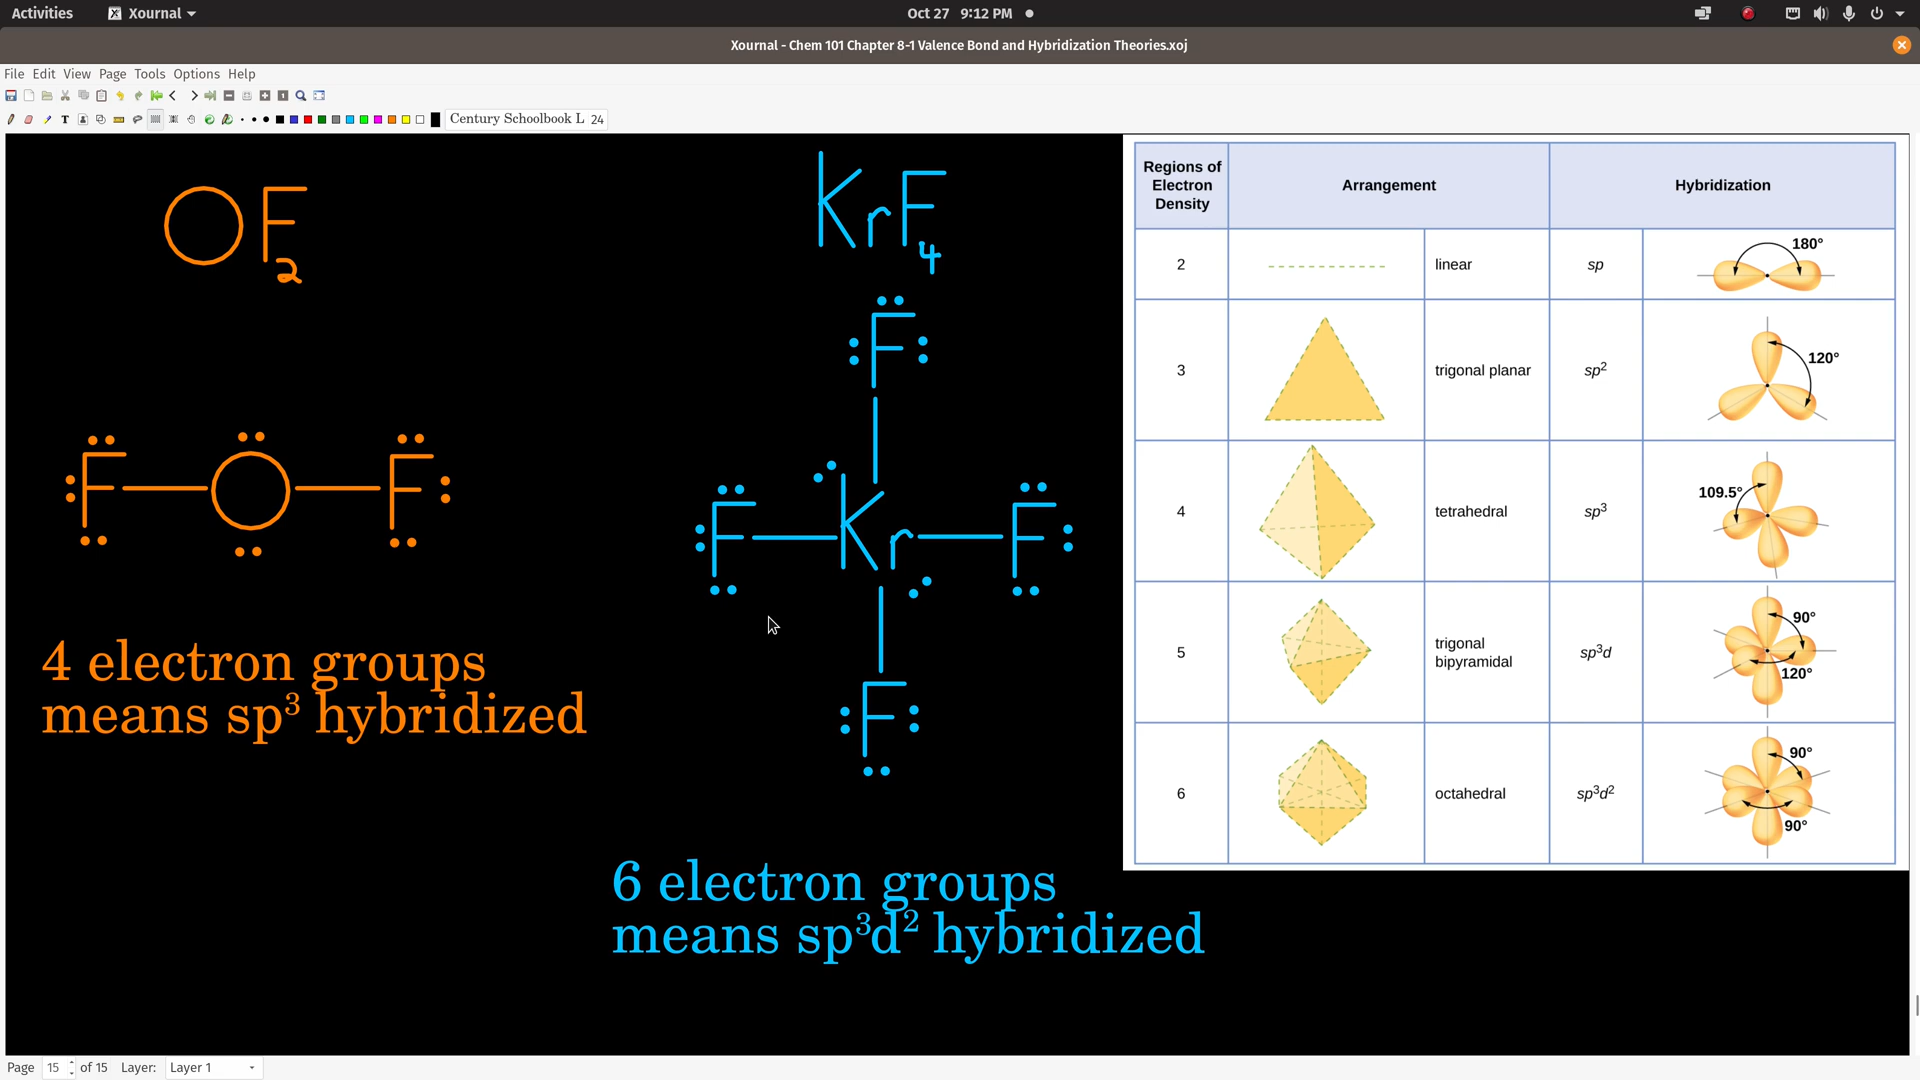 Activities Xournal Oct 27 9:12 PM
Xournal - Chem 101 Chapter 8-1 Valence Bond and Hybridization Theories.xoj
File Edit View Page Tools Options Help
Century Schoolbook L 24
OF2
F O F
4 electron groups
means sp³ hybridized
KrF4
F
F Kr F
F
6 electron groups
means sp³d² hybridized
Regions of Electron Density Arrangement Hybridization
2 linear sp 180°
3 trigonal planar sp² 120°
4 tetrahedral sp³ 109.5°
5 trigonal bipyramidal sp³d 90° 120°
6 octahedral sp³d² 90° 90°
Page 15 of 15 Layer: Layer 1